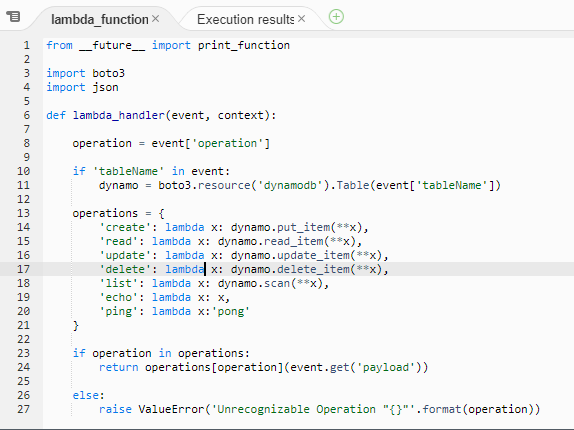 lambda_function × Execution results ×
1 from __future__ import print_function
2
3 import boto3
4 import json
5
6 def lambda_handler(event, context):
7
8     operation = event['operation']
9
10     if 'tableName' in event:
11         dynamo = boto3.resource('dynamodb').Table(event['tableName'])
12
13     operations = {
14         'create': lambda x: dynamo.put_item(**x),
15         'read': lambda x: dynamo.read_item(**x),
16         'update': lambda x: dynamo.update_item(**x),
17         'delete': lambda x: dynamo.delete_item(**x),
18         'list': lambda x: dynamo.scan(**x),
19         'echo': lambda x: x,
20         'ping': lambda x:'pong'
21     }
22
23     if operation in operations:
24         return operations[operation](event.get('payload'))
25
26     else:
27         raise ValueError('Unrecognizable Operation "{}"'.format(operation))